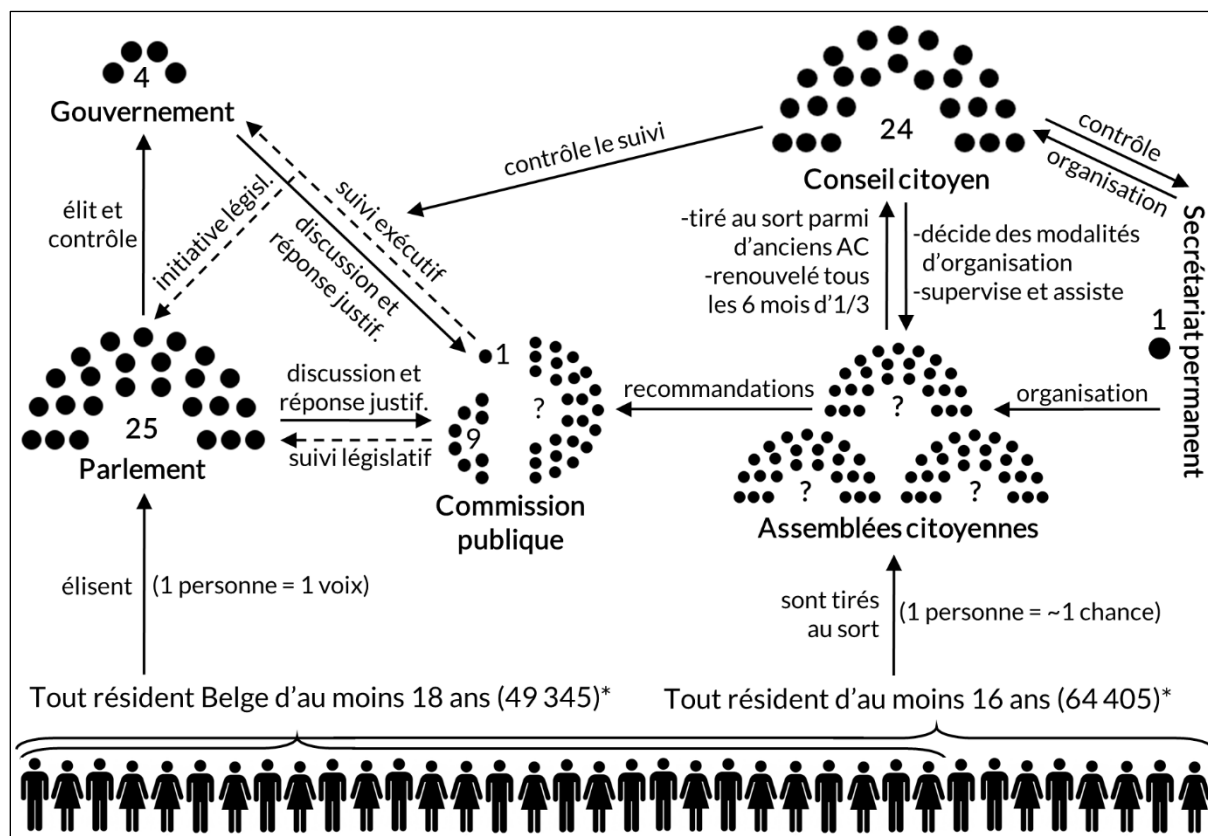 4
Gouvernement
24
Conseil citoyen
contrôle
organisation
Secrétariat permanent
1
contrôle le suivi
élit et
contrôle
initiative législ.
suivi exécutif
discussion et
réponse justif.
-tiré au sort parmi
d’anciens AC
-renouvelé tous
les 6 mois d’1/3
-décide des modalités
d’organisation
-supervise et assiste
25
Parlement
discussion et
réponse justif.
suivi législatif
1
?
9
Commission
publique
recommandations
?
?
?
Assemblées citoyennes
organisation
élisent
(1 personne = 1 voix)
sont tirés
au sort
(1 personne = ~1 chance)
Tout résident Belge d’au moins 18 ans (49 345)*
Tout résident d’au moins 16 ans (64 405)*